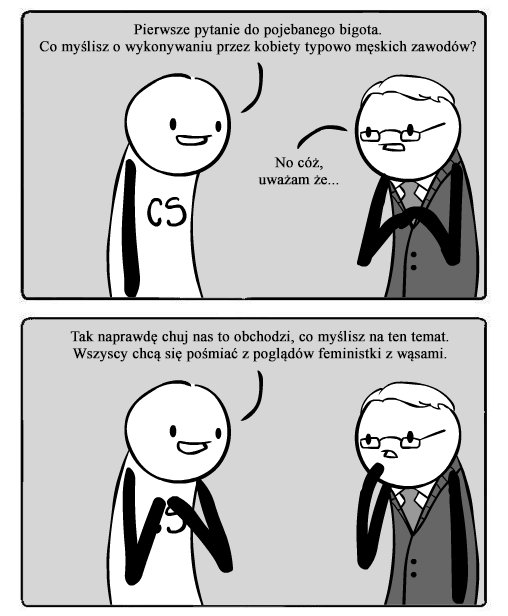 Pierwsze pytanie do pojebanego bigota.
Co myślisz o wykonywaniu przez kobiety typowo męskich zawodów?
No cóż,
uważam że...
CS
Tak naprawdę chuj nas to obchodzi, co myślisz na ten temat.
Wszyscy chcą się pośmiać z poglądów feministki z wąsami.
CS